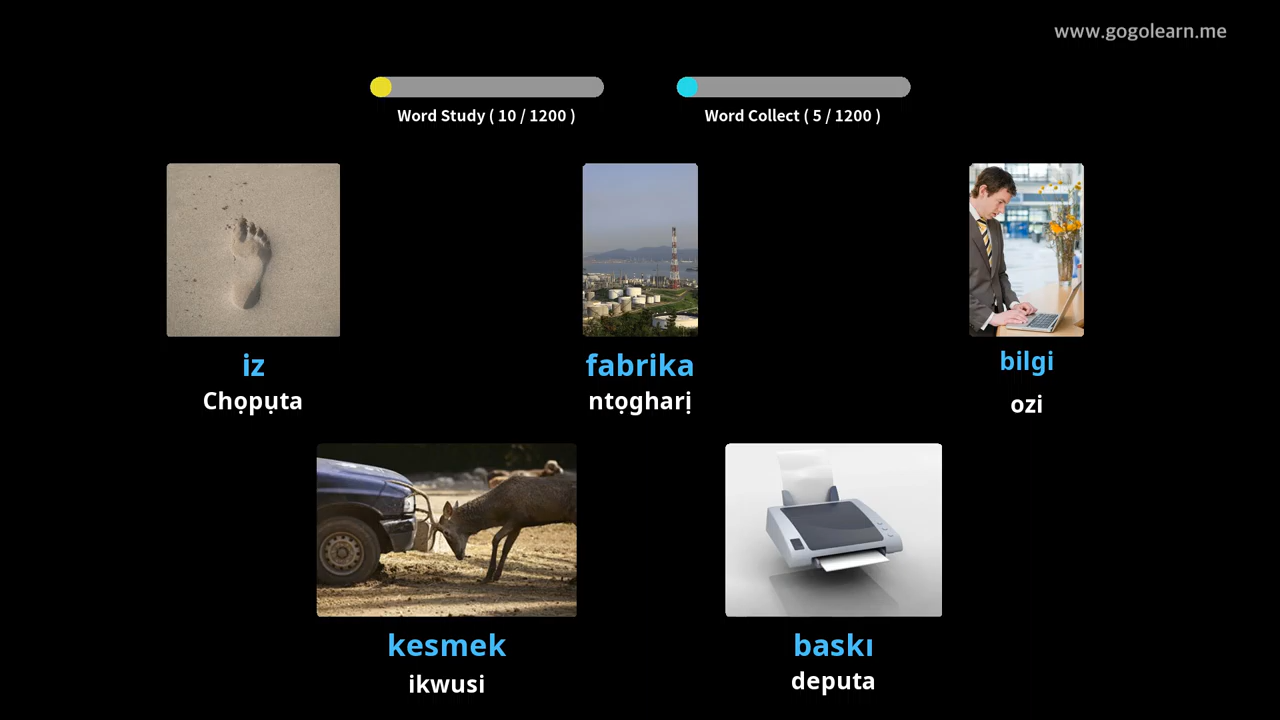 www.gogolearn.me
Word Study ( 10 / 1200 )
Word Collect ( 5 / 1200 )
iz
Chọpụta
fabrika
ntọgharị
bilgi
ozi
kesmek
ikwusi
baskı
deputa